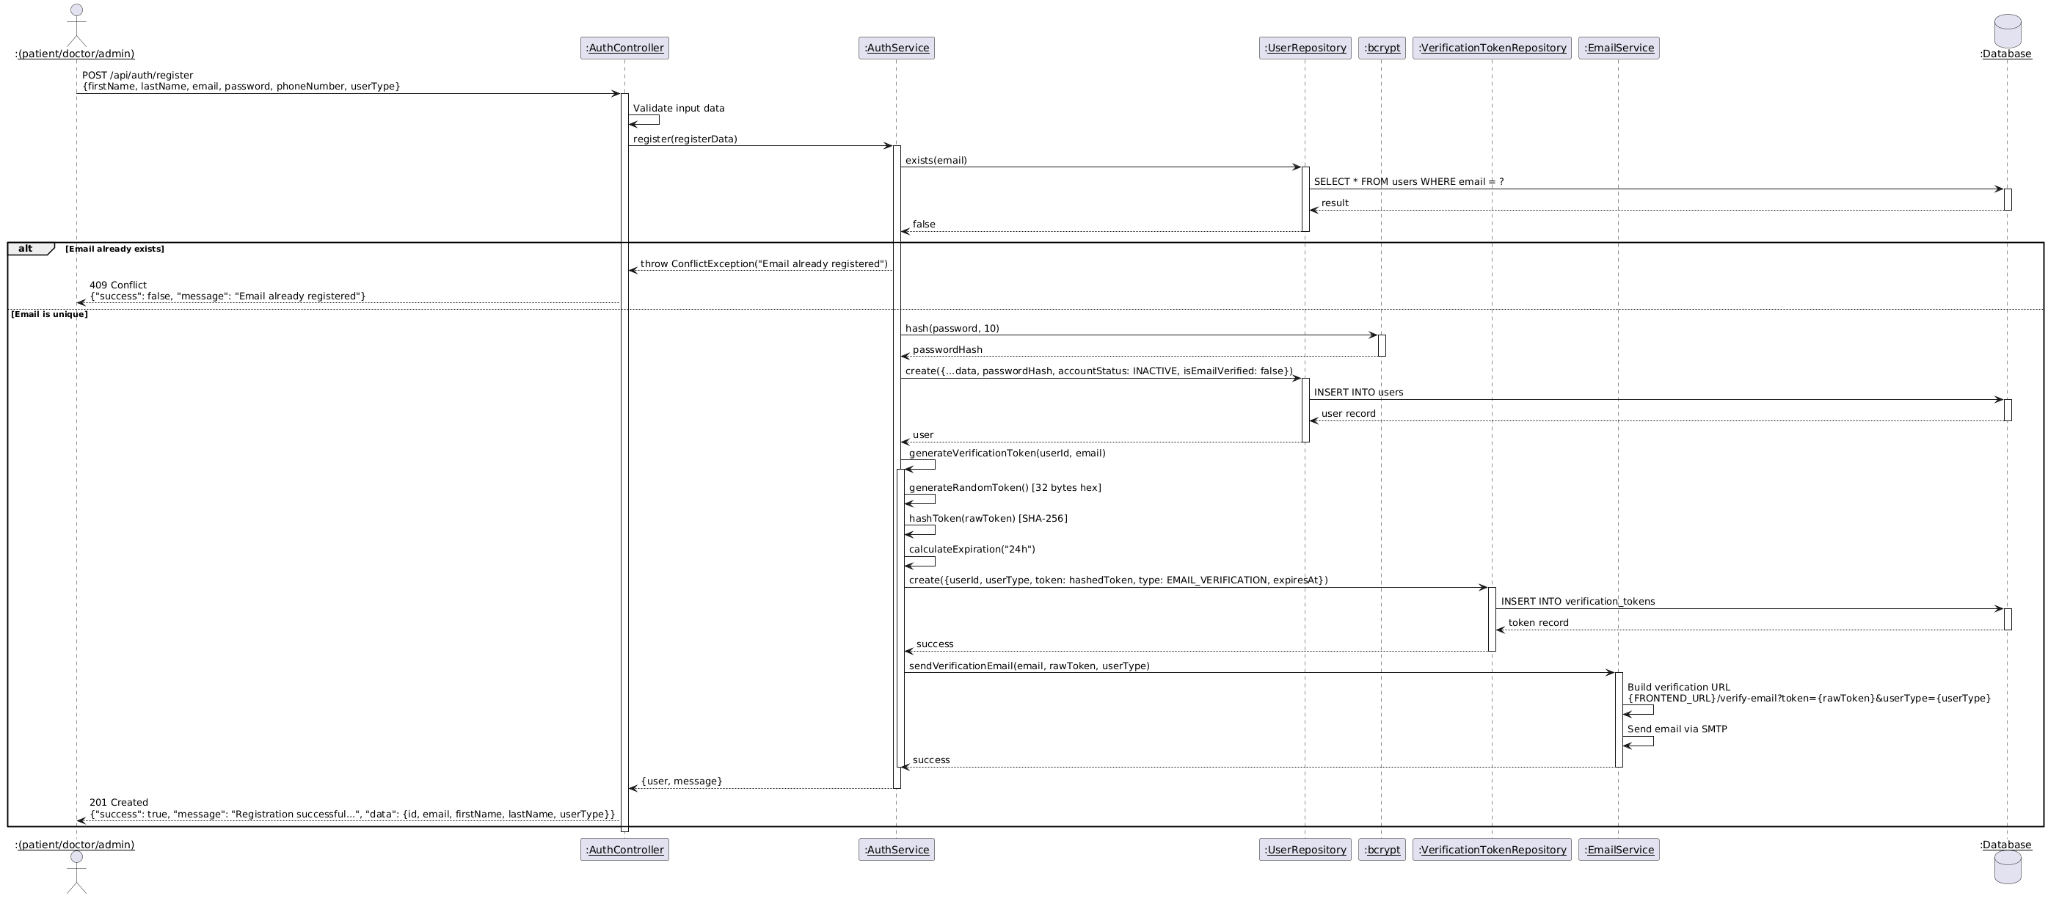 :(patient/doctor/admin)
:AuthController
:AuthService
:UserRepository
:bcrypt
:VerificationTokenRepository
:EmailService
:Database
POST /api/auth/register
{firstName, lastName, email, password, phoneNumber, userType}
Validate input data
register(registerData)
exists(email)
SELECT * FROM users WHERE email = ?
result
false
alt
[Email already exists]
throw ConflictException("Email already registered")
409 Conflict
{"success": false, "message": "Email already registered"}
[Email is unique]
hash(password, 10)
passwordHash
create({...data, passwordHash, accountStatus: INACTIVE, isEmailVerified: false})
INSERT INTO users
user record
user
generateVerificationToken(userId, email)
generateRandomToken() [32 bytes hex]
hashToken(rawToken) [SHA-256]
calculateExpiration("24h")
create({userId, userType, token: hashedToken, type: EMAIL_VERIFICATION, expiresAt})
INSERT INTO verification_tokens
token record
success
sendVerificationEmail(email, rawToken, userType)
Build verification URL
{FRONTEND_URL}/verify-email?token={rawToken}&userType={userType}
Send email via SMTP
success
{user, message}
201 Created
{"success": true, "message": "Registration successful...", "data": {id, email, firstName, lastName, userType}}
:(patient/doctor/admin)
:AuthController
:AuthService
:UserRepository
:bcrypt
:VerificationTokenRepository
:EmailService
:Database